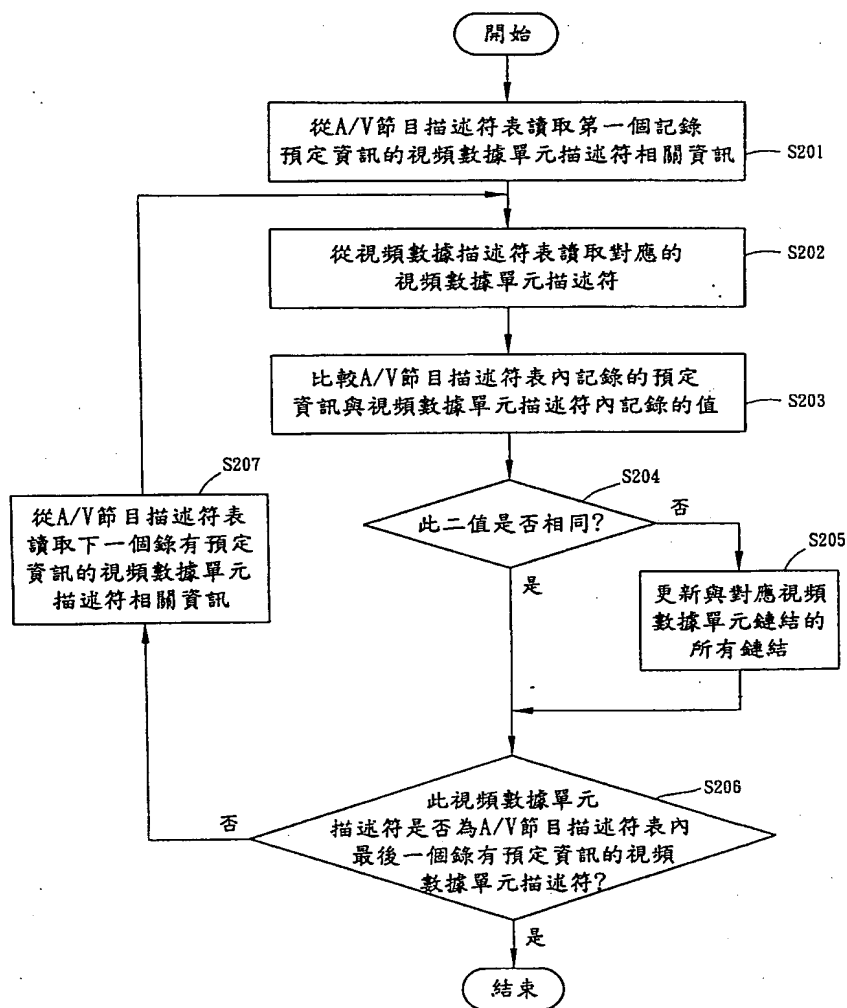 開始
從A/V節目描述符表讀取第一個記錄
預定資訊的視頻數據單元描述符相關資訊
S201
從視頻數據描述符表讀取對應的
視頻數據單元描述符
S202
比較A/V節目描述符表內記錄的預定
資訊與視頻數據單元描述符內記錄的值
S203
S204
此二值是否相同?
否
是
S205
更新與對應視頻
數據單元鏈結的
所有鏈結
S207
從A/V節目描述符表
讀取下一個錄有預定
資訊的視頻數據單元
描述符相關資訊
S206
此視頻數據單元
描述符是否為A/V節目描述符表內
最後一個錄有預定資訊的視頻
數據單元描述符?
否
是
結束